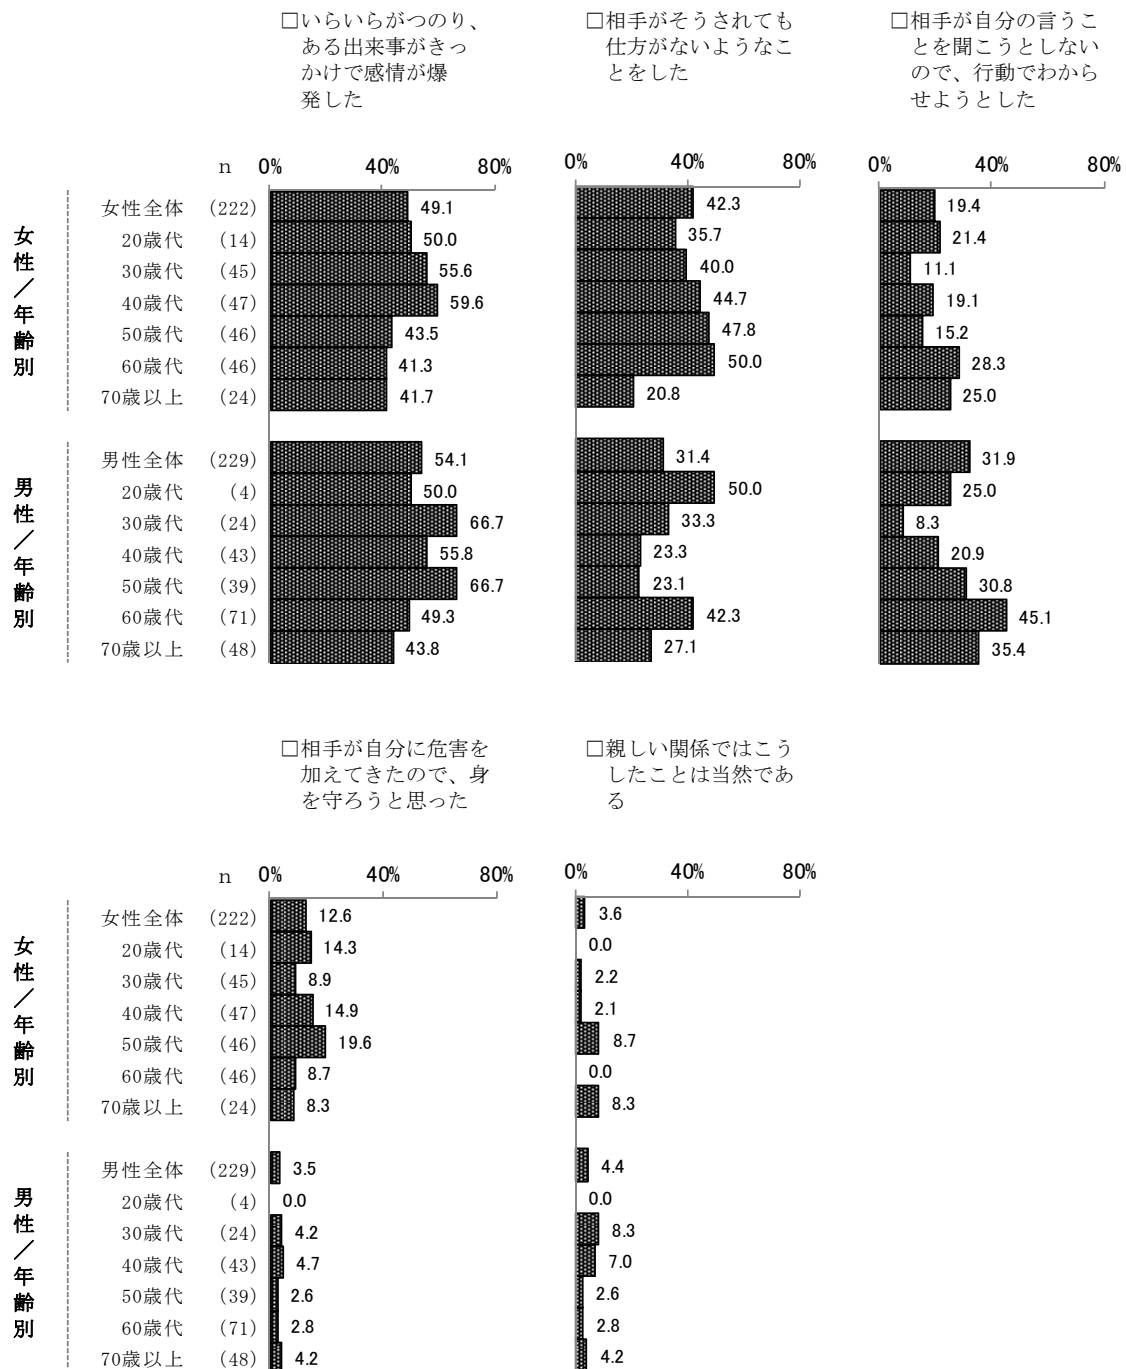 □いらいらがつのり、
ある出来事がきっ
かけで感情が爆
発した
□相手がそうされても
仕方がないようなこ
とをした
□相手が自分の言うこ
とを聞こうとしない
ので、行動でわから
せようとした
n 0% 40% 80% 0% 40% 80% 0% 40% 80%
女性／年齢別
女性全体 (222) 49.1 42.3 19.4
20歳代 (14) 50.0 35.7 21.4
30歳代 (45) 55.6 40.0 11.1
40歳代 (47) 59.6 44.7 19.1
50歳代 (46) 43.5 47.8 15.2
60歳代 (46) 41.3 50.0 28.3
70歳以上 (24) 41.7 20.8 25.0
男性／年齢別
男性全体 (229) 54.1 31.4 31.9
20歳代 (4) 50.0 50.0 25.0
30歳代 (24) 66.7 33.3 8.3
40歳代 (43) 55.8 23.3 20.9
50歳代 (39) 66.7 23.1 30.8
60歳代 (71) 49.3 42.3 45.1
70歳以上 (48) 43.8 27.1 35.4
□相手が自分に危害を
加えてきたので、身
を守ろうと思った
□親しい関係ではこう
したことは当然であ
る
n 0% 40% 80% 0% 40% 80%
女性／年齢別
女性全体 (222) 12.6 3.6
20歳代 (14) 14.3 0.0
30歳代 (45) 8.9 2.2
40歳代 (47) 14.9 2.1
50歳代 (46) 19.6 8.7
60歳代 (46) 8.7 0.0
70歳以上 (24) 8.3 8.3
男性／年齢別
男性全体 (229) 3.5 4.4
20歳代 (4) 0.0 0.0
30歳代 (24) 4.2 8.3
40歳代 (43) 4.7 7.0
50歳代 (39) 2.6 2.6
60歳代 (71) 2.8 2.8
70歳以上 (48) 4.2 4.2